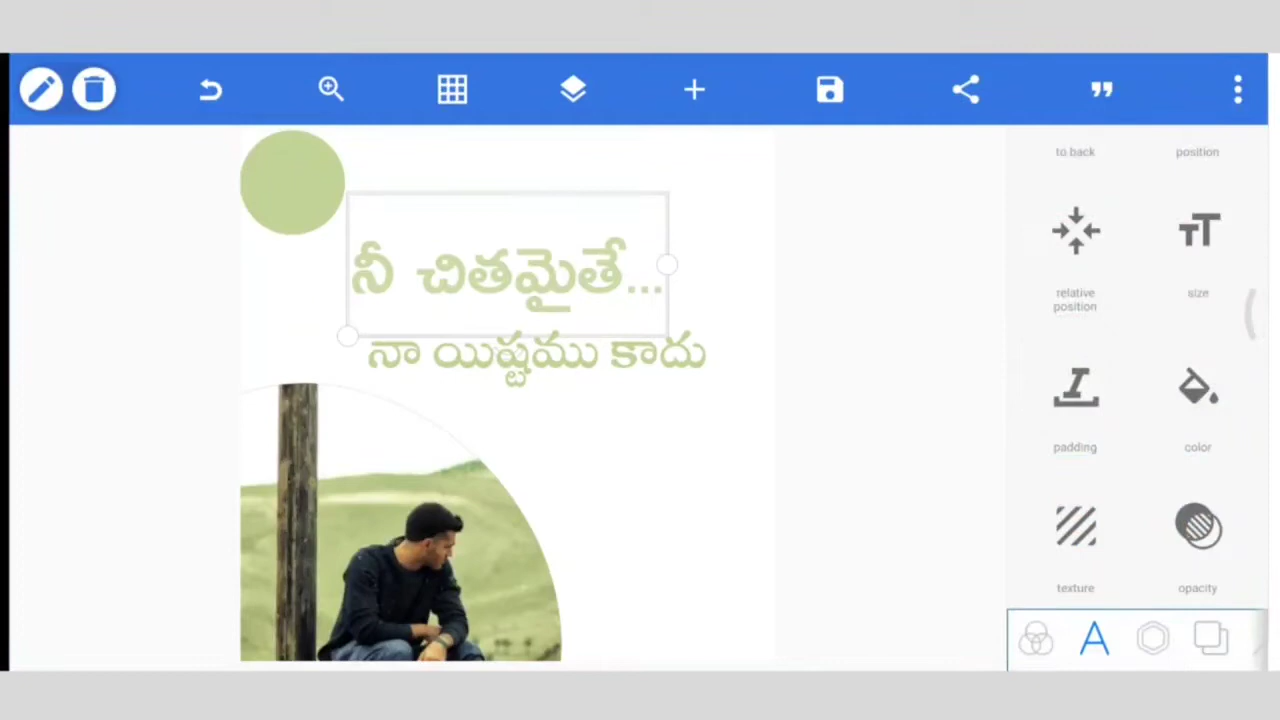 to back
position
నీ చితమైతే...
నా యిష్టము కాదు
relative position
size
padding
color
texture
opacity